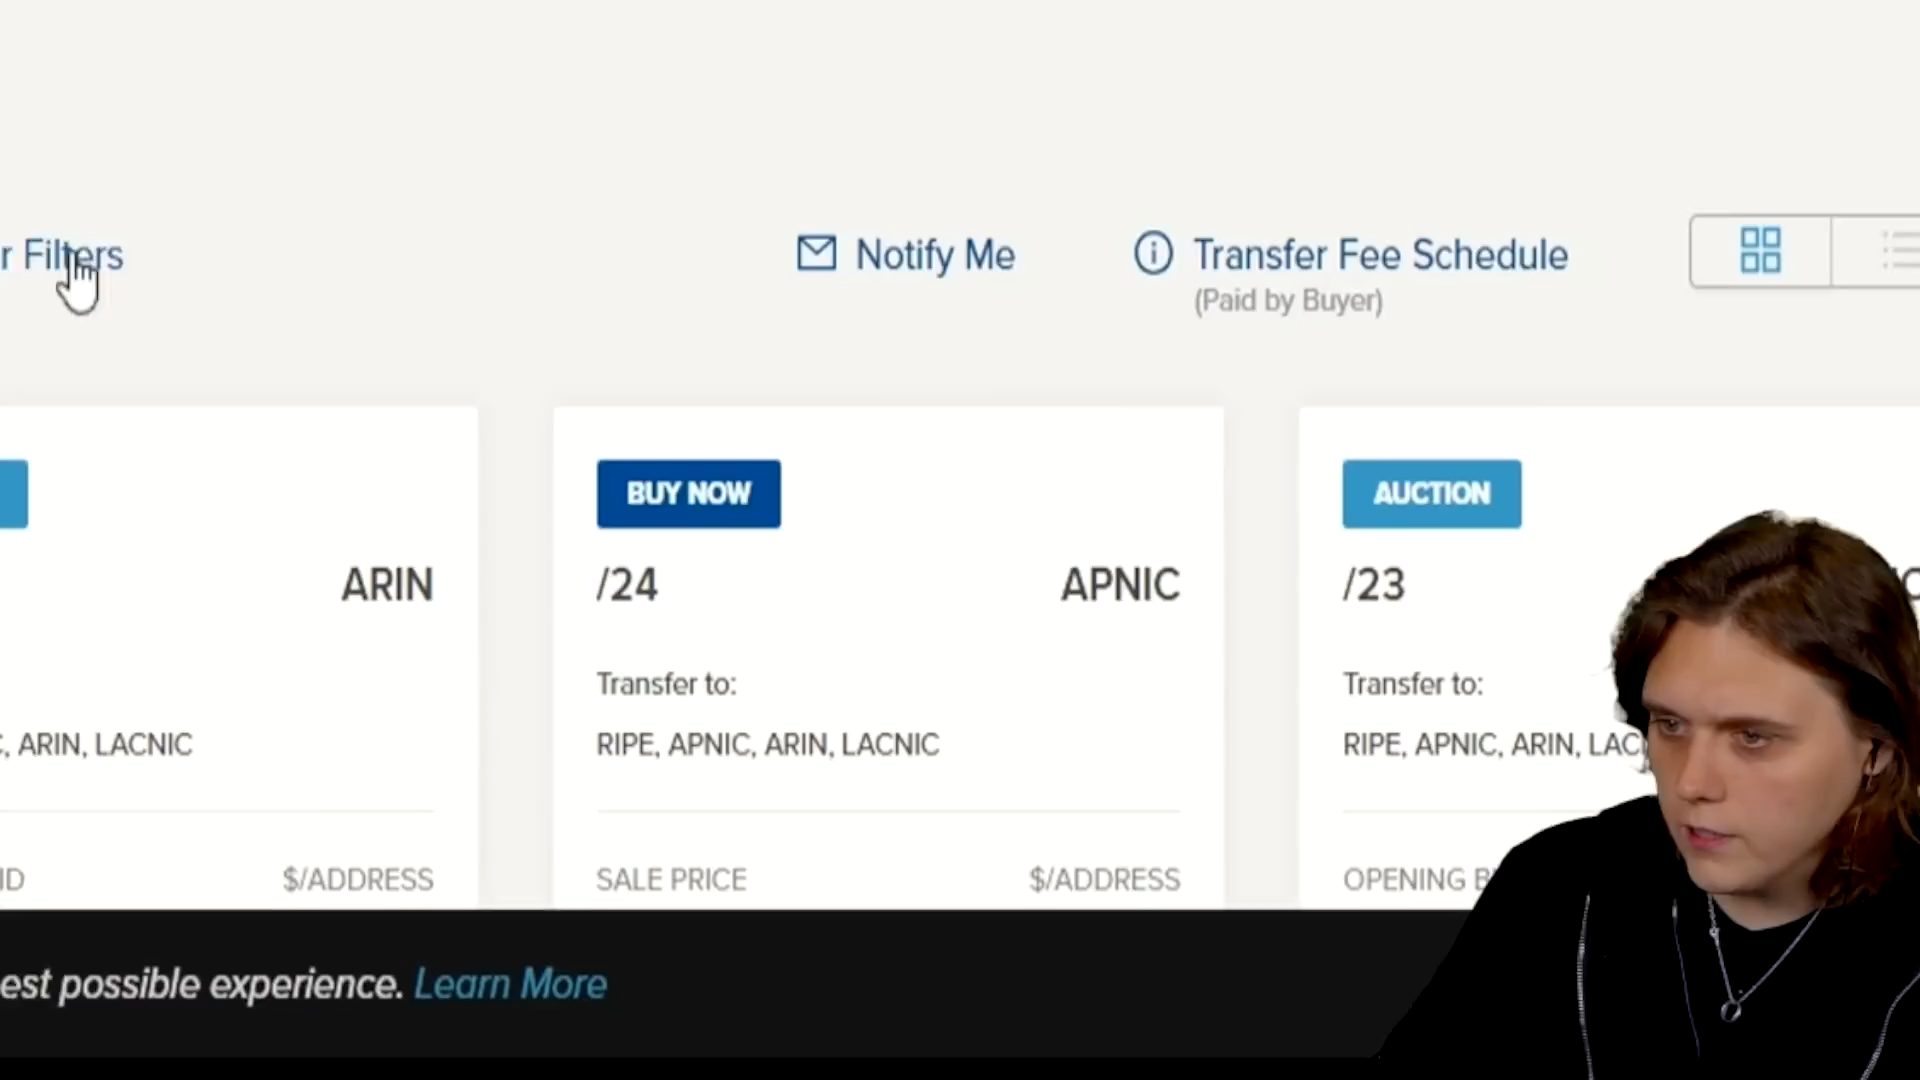 r Filters
Notify Me
Transfer Fee Schedule
(Paid by Buyer)
ARIN
, ARIN, LACNIC
ID
$/ADDRESS
BUY NOW
/24
APNIC
Transfer to:
RIPE, APNIC, ARIN, LACNIC
SALE PRICE
$/ADDRESS
AUCTION
/23
Transfer to:
RIPE, APNIC, ARIN, LAC
OPENING B
est possible experience. Learn More